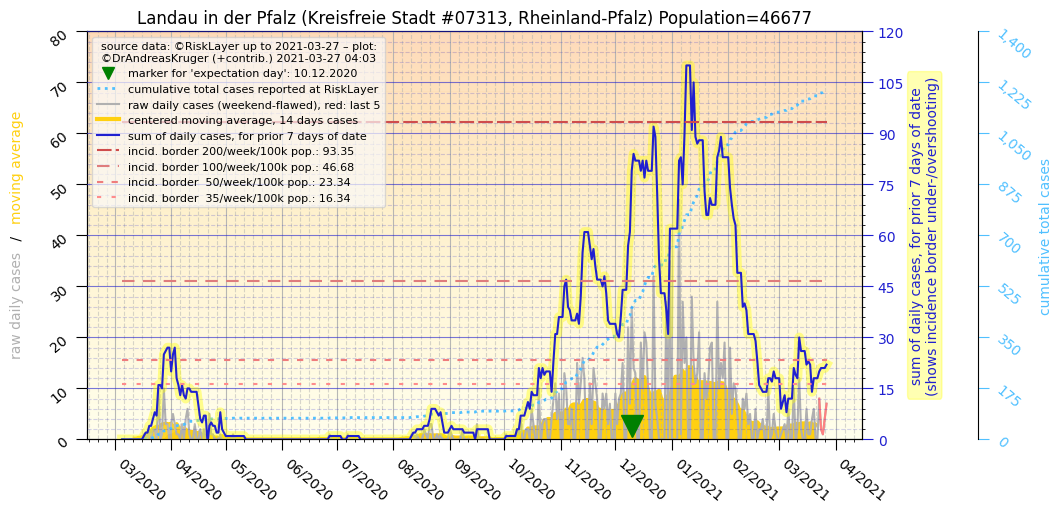 Landau in der Pfalz (Kreisfreie Stadt #07313, Rheinland-Pfalz) Population=46677
source data: ©RiskLayer up to 2021-03-27 – plot:
©DrAndreasKruger (+contrib.) 2021-03-27 04:03
marker for 'expectation day': 10.12.2020
cumulative total cases reported at RiskLayer
raw daily cases (weekend-flawed), red: last 5
centered moving average, 14 days cases
sum of daily cases, for prior 7 days of date
incid. border 200/week/100k pop.: 93.35
incid. border 100/week/100k pop.: 46.68
incid. border  50/week/100k pop.: 23.34
incid. border  35/week/100k pop.: 16.34
raw daily cases  /  moving average
80
70
60
50
40
30
20
10
0
03/2020
04/2020
05/2020
06/2020
07/2020
08/2020
09/2020
10/2020
11/2020
12/2020
01/2021
02/2021
03/2021
04/2021
120
105
90
75
60
45
30
15
0
sum of daily cases, for prior 7 days of date
(shows incidence border under-/overshooting)
1,400
1,225
1,050
875
700
525
350
175
0
cumulative total cases